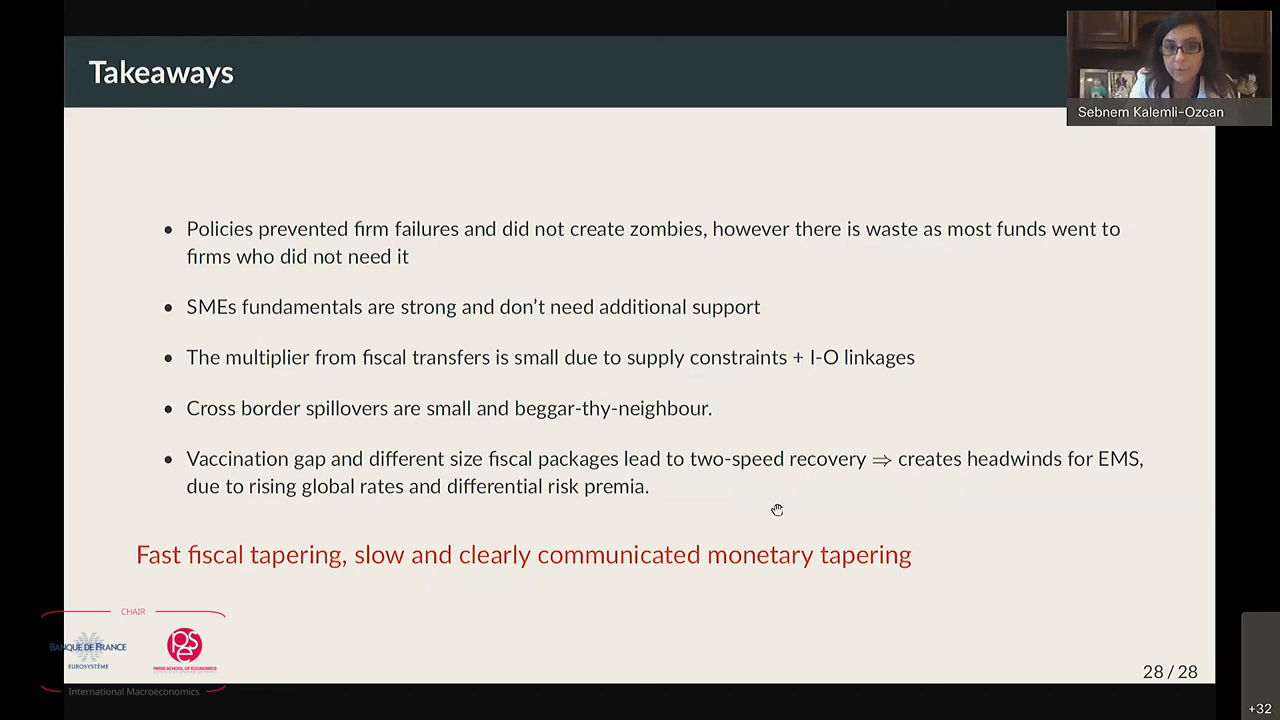 Takeaways
Sebnem Kalemli-Ozcan
• Policies prevented firm failures and did not create zombies, however there is waste as most funds went to
firms who did not need it
• SMEs fundamentals are strong and don't need additional support
• The multiplier from fiscal transfers is small due to supply constraints + I-O linkages
• Cross border spillovers are small and beggar-thy-neighbour.
• Vaccination gap and different size fiscal packages lead to two-speed recovery ⇒ creates headwinds for EMS,
due to rising global rates and differential risk premia.
Fast fiscal tapering, slow and clearly communicated monetary tapering
CHAIR
BANQUE DE FRANCE
EUROSYSTÈME
PSE
PARIS SCHOOL OF ECONOMICS
International Macroeconomics
28 / 28
+32